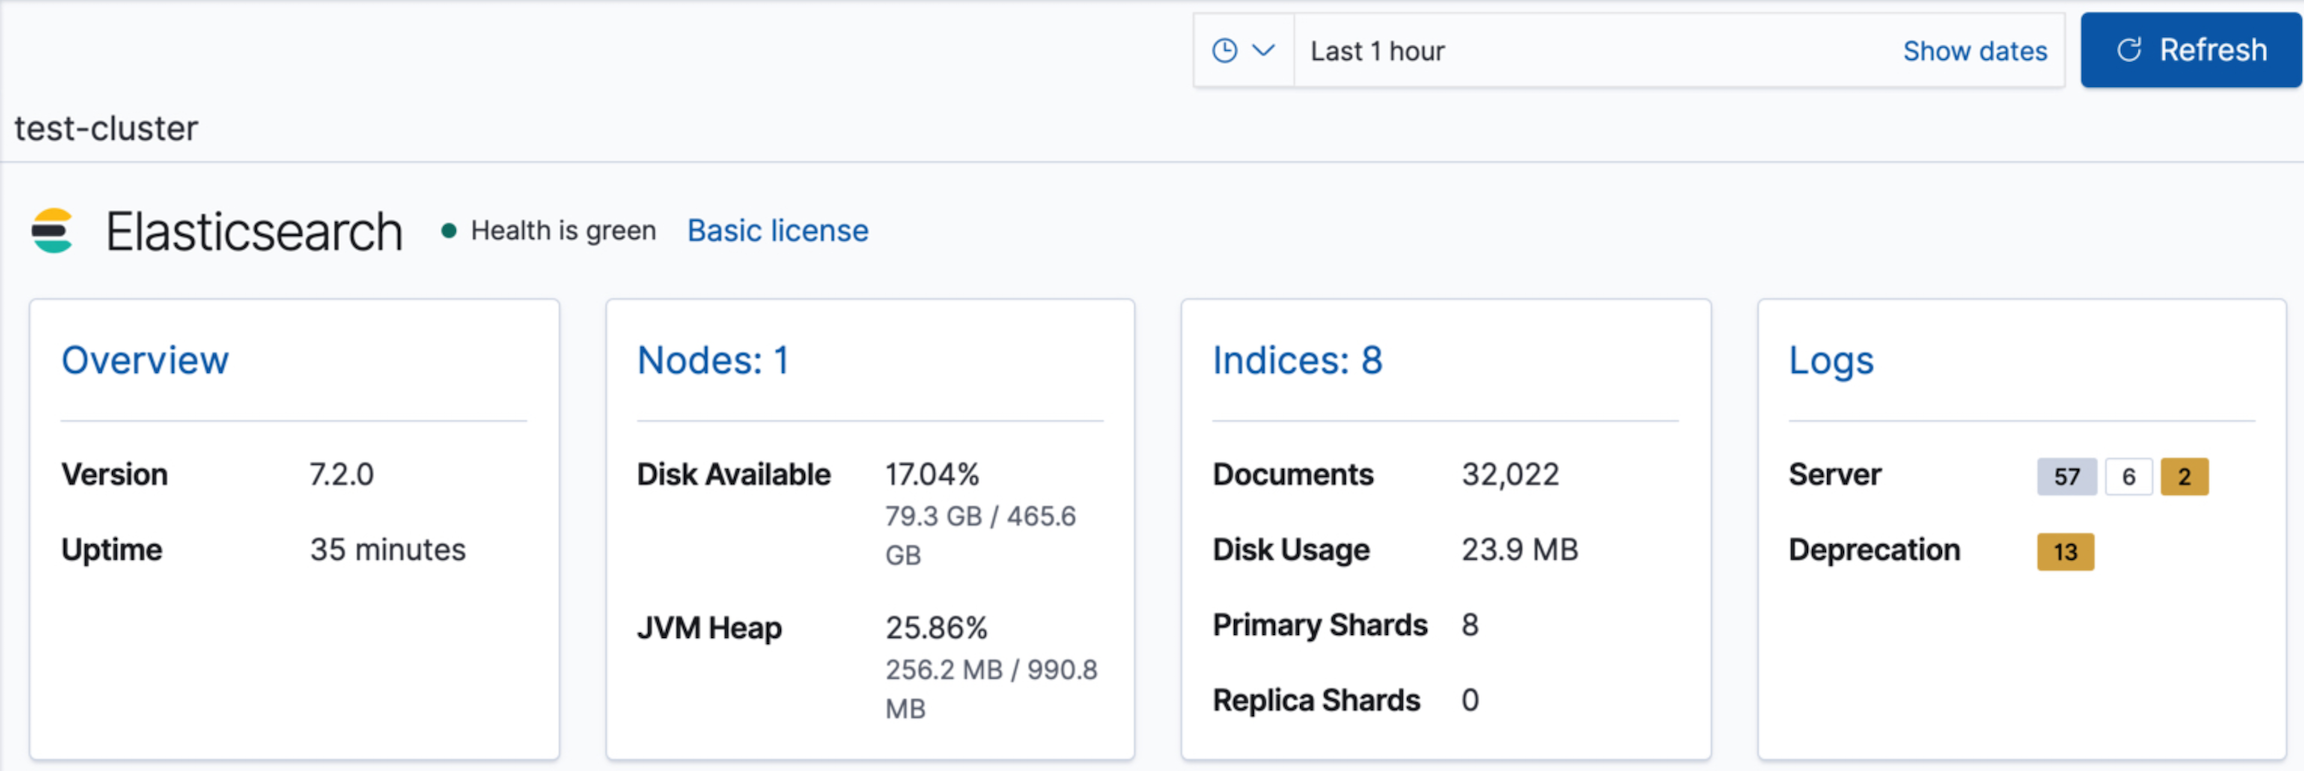 Last 1 hour Show dates Refresh
test-cluster
Elasticsearch Health is green Basic license
Overview
Version 7.2.0
Uptime 35 minutes
Nodes: 1
Disk Available 17.04%
79.3 GB / 465.6
GB
JVM Heap 25.86%
256.2 MB / 990.8
MB
Indices: 8
Documents 32,022
Disk Usage 23.9 MB
Primary Shards 8
Replica Shards 0
Logs
Server 57 6 2
Deprecation 13